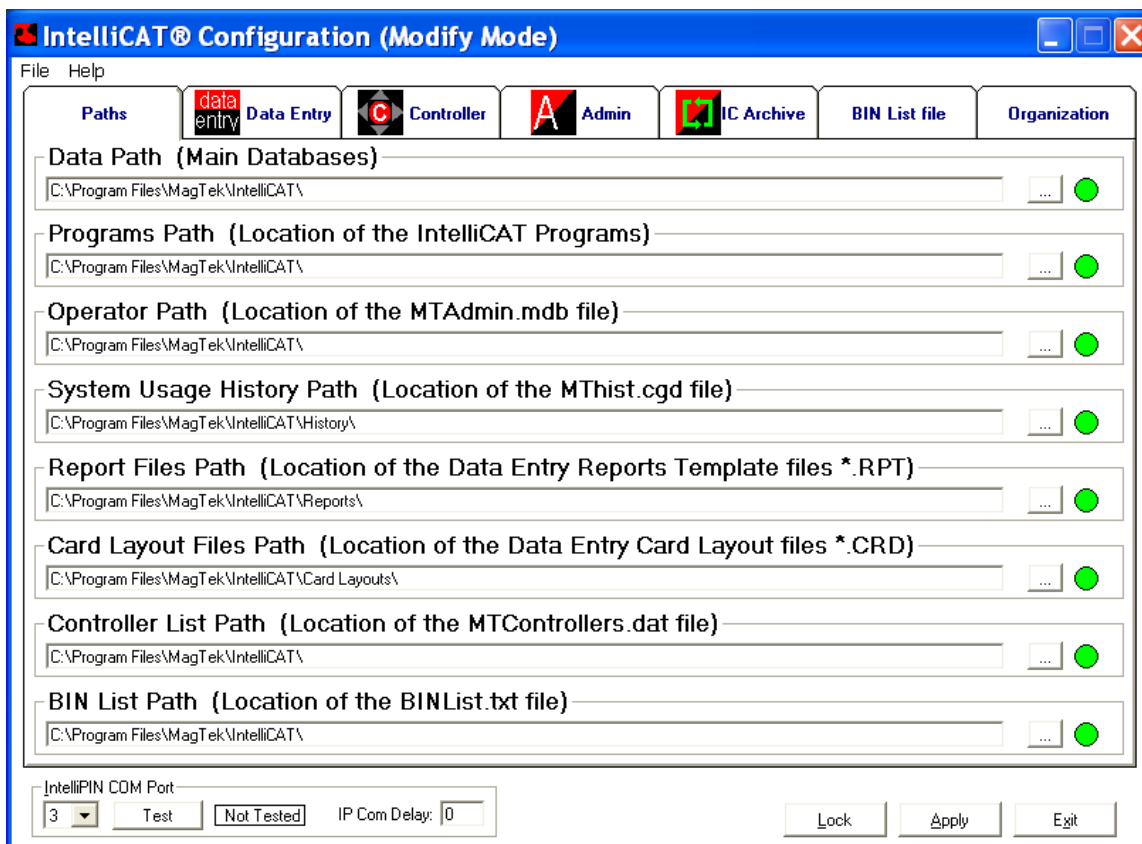 IntelliCAT® Configuration (Modify Mode)
File Help
Paths
data entry Data Entry
C Controller
A Admin
IC Archive
BIN List file
Organization
Data Path (Main Databases)
C:\Program Files\MagTek\IntelliCAT\
...
Programs Path (Location of the IntelliCAT Programs)
C:\Program Files\MagTek\IntelliCAT\
...
Operator Path (Location of the MTAdmin.mdb file)
C:\Program Files\MagTek\IntelliCAT\
...
System Usage History Path (Location of the MThist.cgd file)
C:\Program Files\MagTek\IntelliCAT\History\
...
Report Files Path (Location of the Data Entry Reports Template files *.RPT)
C:\Program Files\MagTek\IntelliCAT\Reports\
...
Card Layout Files Path (Location of the Data Entry Card Layout files *.CRD)
C:\Program Files\MagTek\IntelliCAT\Card Layouts\
...
Controller List Path (Location of the MTControllers.dat file)
C:\Program Files\MagTek\IntelliCAT\
...
BIN List Path (Location of the BINList.txt file)
C:\Program Files\MagTek\IntelliCAT\
...
IntelliPIN COM Port
3 Test Not Tested IP Com Delay: 0
Lock Apply Exit